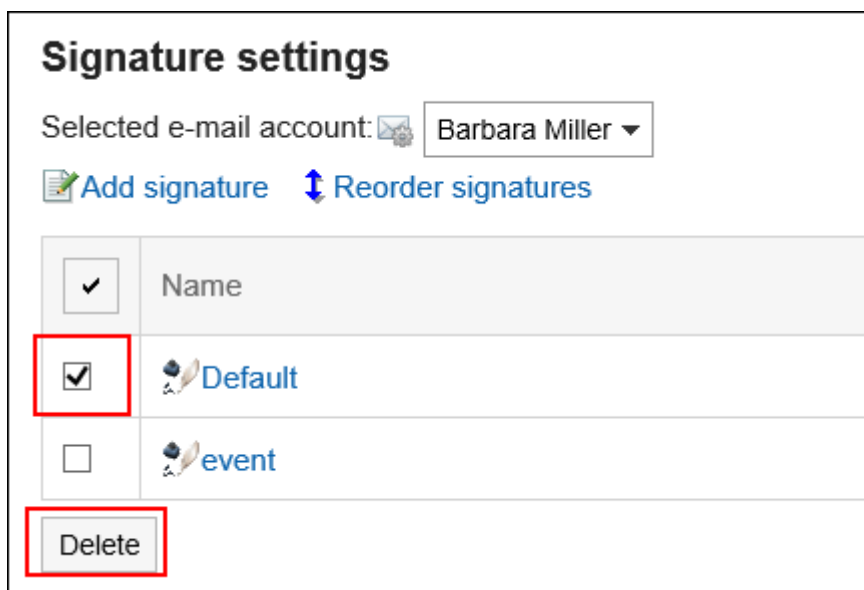 Signature settings
Selected e-mail account: Barbara Miller
Add signature Reorder signatures
Name
Default
event
Delete